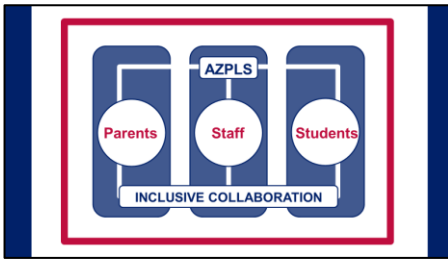 AZPLS
Parents
Staff
Students
INCLUSIVE COLLABORATION